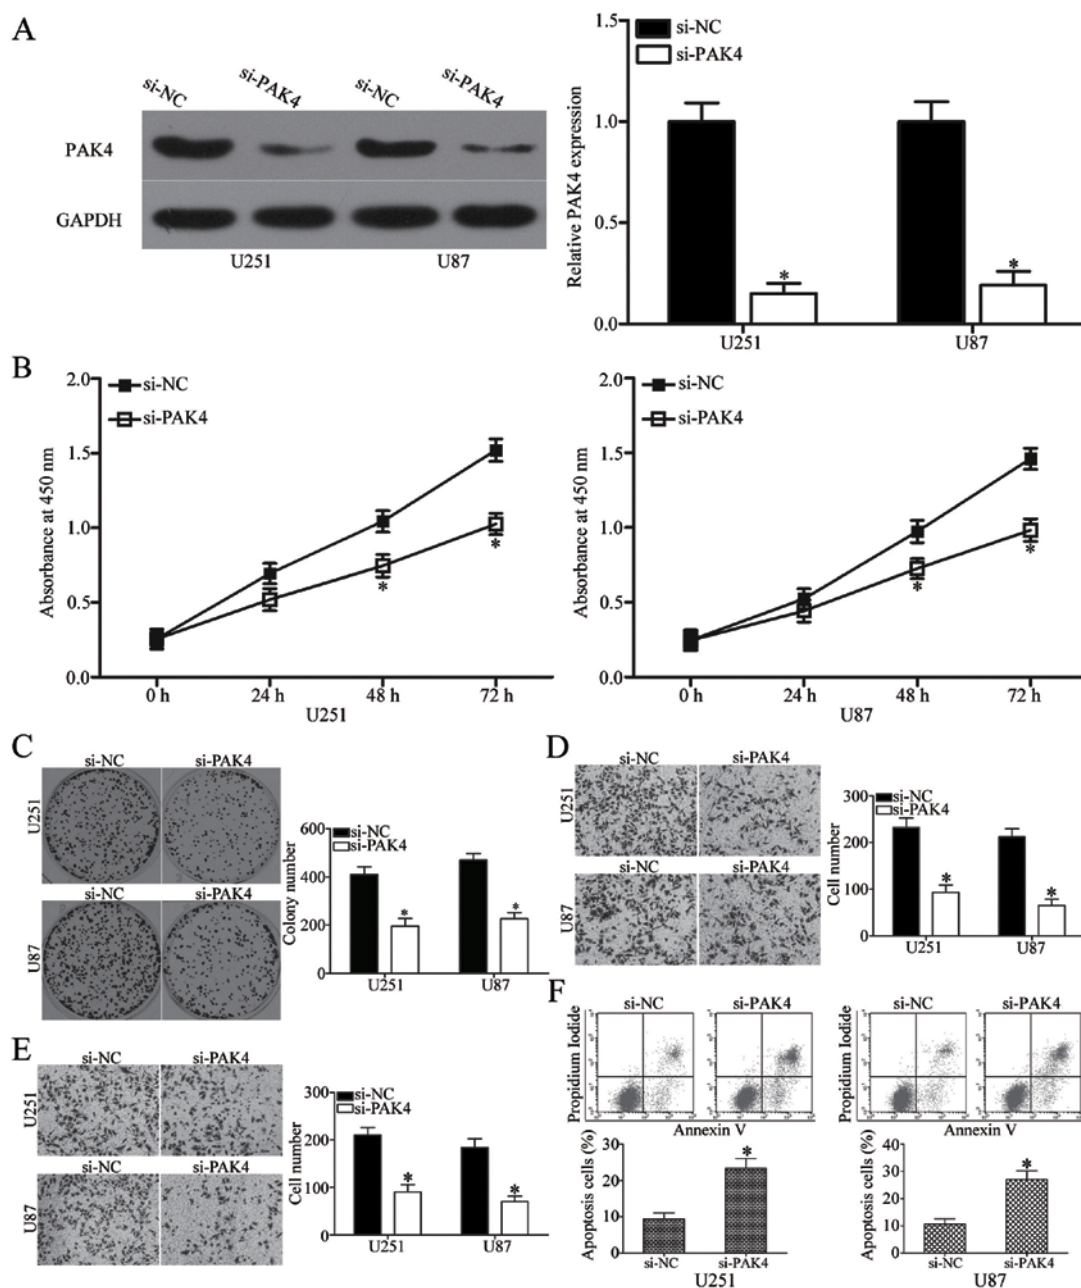 A
si-NC
si-PAK4
si-NC
si-PAK4
PAK4
GAPDH
U251
U87
si-NC
si-PAK4
Relative PAK4 expression
1.5
1.0
0.5
0.0
*
*
U251
U87
B
si-NC
si-PAK4
Absorbance at 450 nm
2.0
1.5
1.0
0.5
0.0
*
*
0 h
24 h
48 h
72 h
U251
si-NC
si-PAK4
Absorbance at 450 nm
2.0
1.5
1.0
0.5
0.0
*
*
0 h
24 h
48 h
72 h
U87
C
si-NC
si-PAK4
U251
si-NC
si-PAK4
U87
si-NC
si-PAK4
Colony number
600
400
200
0
*
*
U251
U87
D
si-NC
si-PAK4
U251
si-NC
si-PAK4
U87
si-NC
si-PAK4
Cell number
300
200
100
0
*
*
U251
U87
E
si-NC
si-PAK4
U251
si-NC
si-PAK4
U87
si-NC
si-PAK4
Cell number
300
200
100
0
*
*
U251
U87
F
si-NC
si-PAK4
Propidium Iodide
Annexin V
si-NC
si-PAK4
Propidium Iodide
Annexin V
Apoptosis cells (%)
30
20
10
0
*
si-NC
si-PAK4
U251
Apoptosis cells (%)
40
30
20
10
0
*
si-NC
si-PAK4
U87